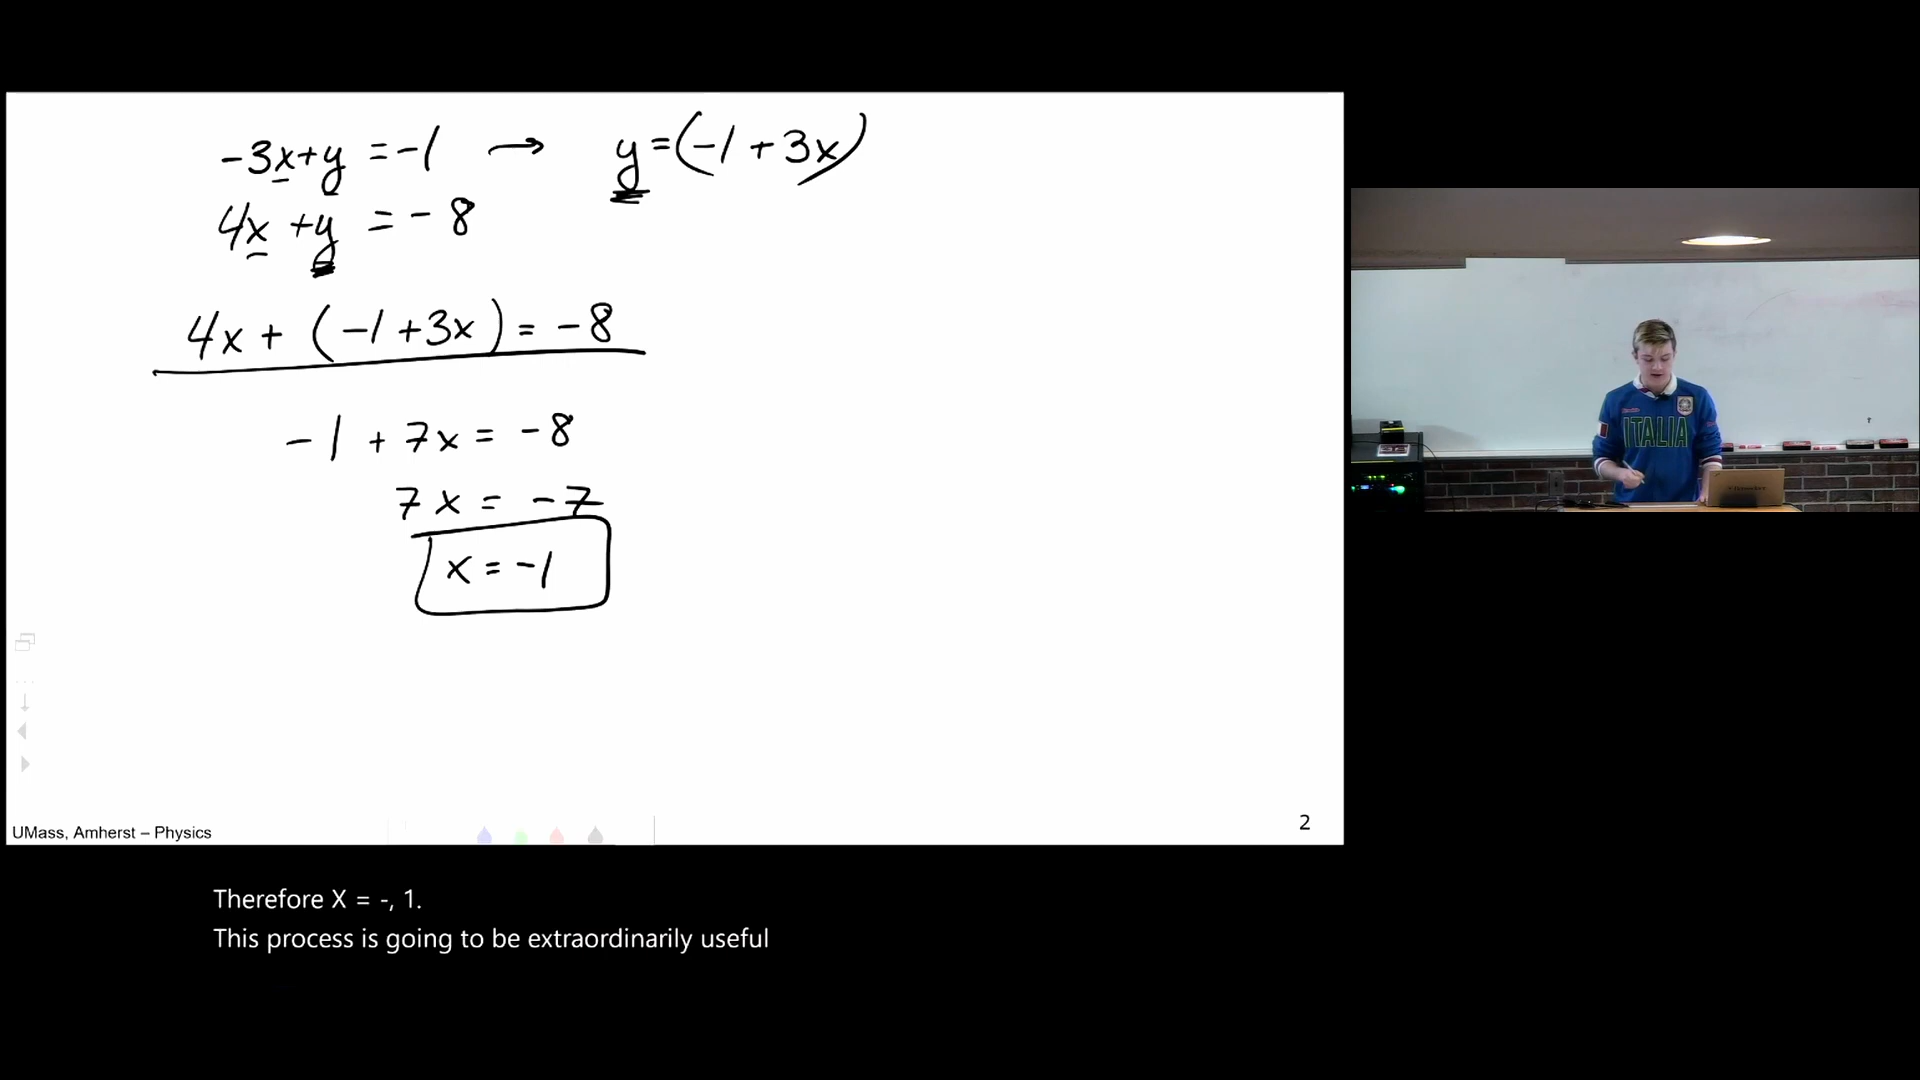 -3x+y = -1 → y = (-1 + 3x)
4x + y = -8
4x + (-1 + 3x) = -8
-1 + 7x = -8
7x = -7
x = -1
UMass, Amherst – Physics
2
ITALIA
Therefore X = -, 1.
This process is going to be extraordinarily useful